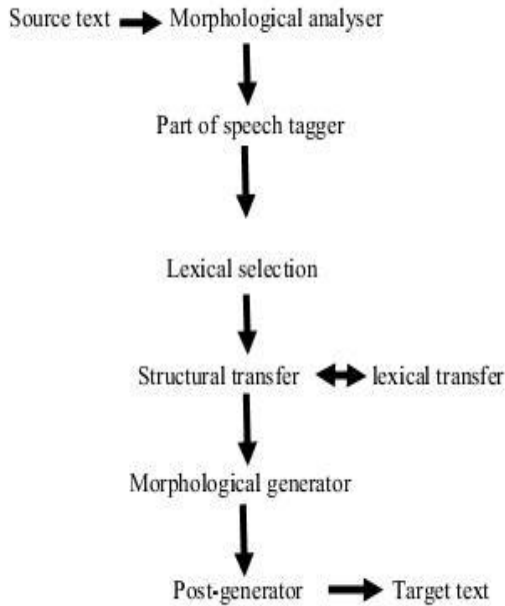 Source text Morphological analyser
Part of speech tagger
Lexical selection
Structural transfer lexical transfer
Morphological generator
Post-generator Target text